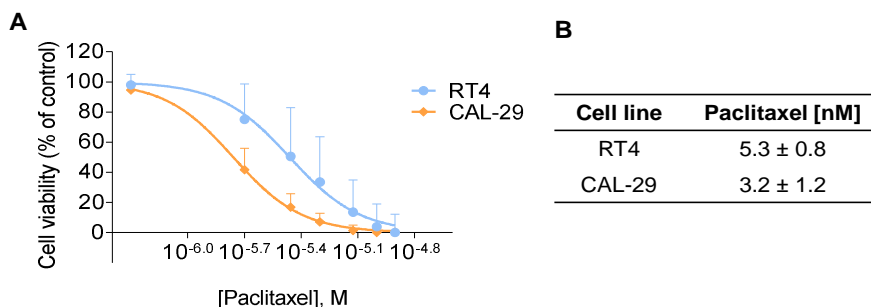 A
Cell viability (% of control)
120
100
80
60
40
20
0
10-6.0 10-5.7 10-5.4 10-5.1 10-4.8
[Paclitaxel], M
RT4
CAL-29
B
Cell line Paclitaxel [nM]
RT4 5.3 ± 0.8
CAL-29 3.2 ± 1.2